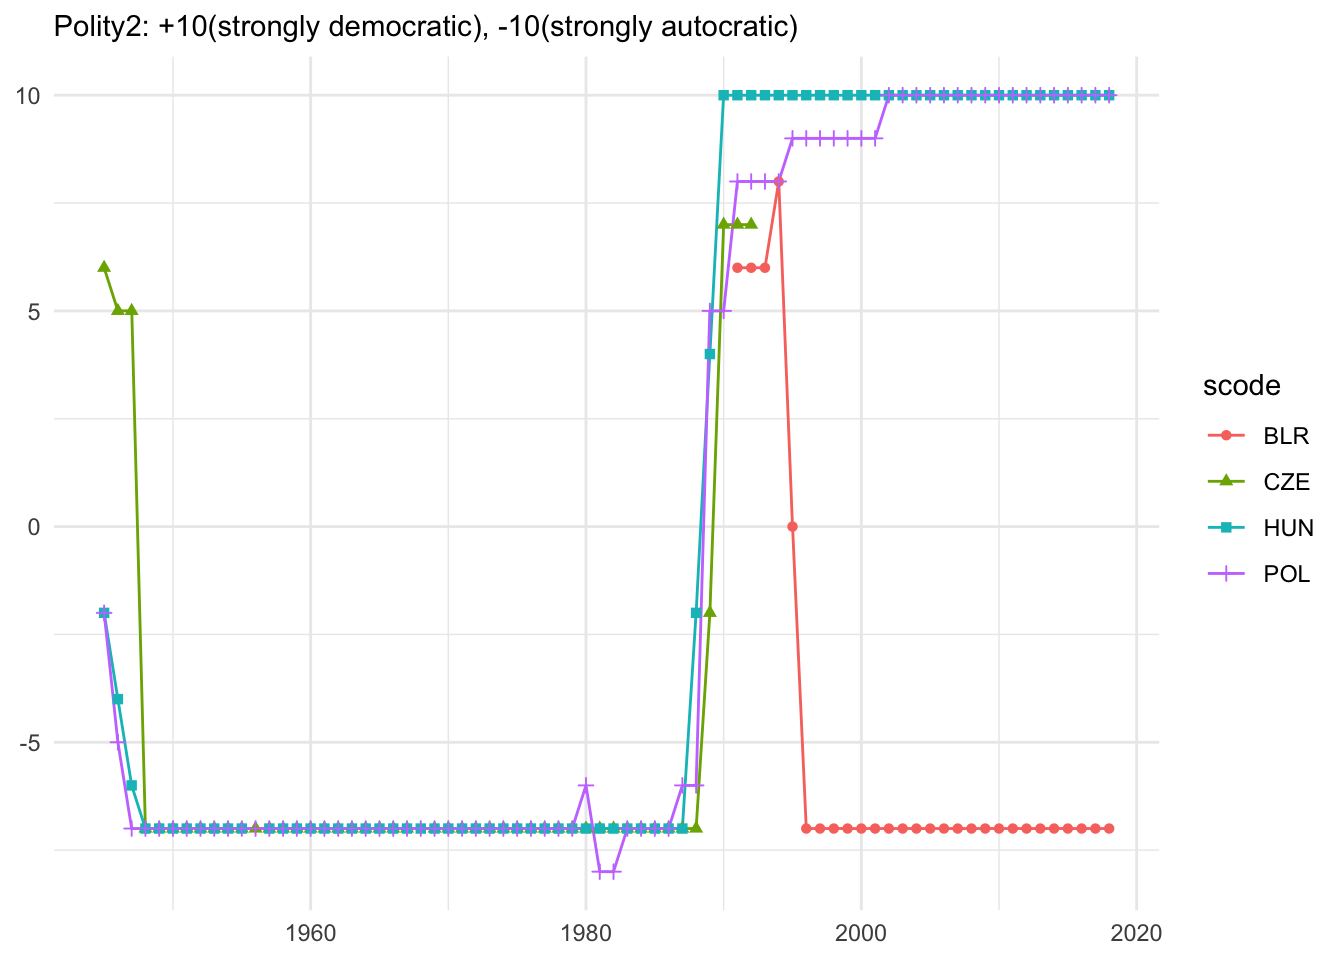 Polity2: +10(strongly democratic), -10(strongly autocratic)
10
5
0
-5
1960
1980
2000
2020
scode
BLR
CZE
HUN
POL